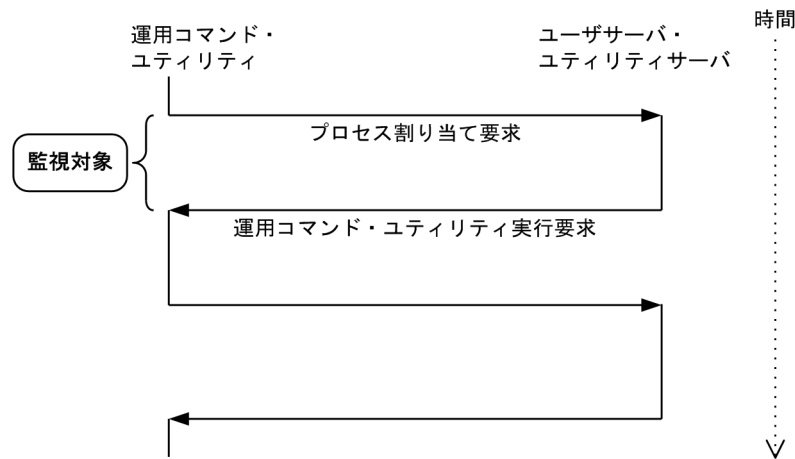 時間
運用コマンド・
ユティリティ
ユーザサーバ・
ユティリティサーバ
プロセス割り当て要求
監視対象
運用コマンド・ユティリティ実行要求